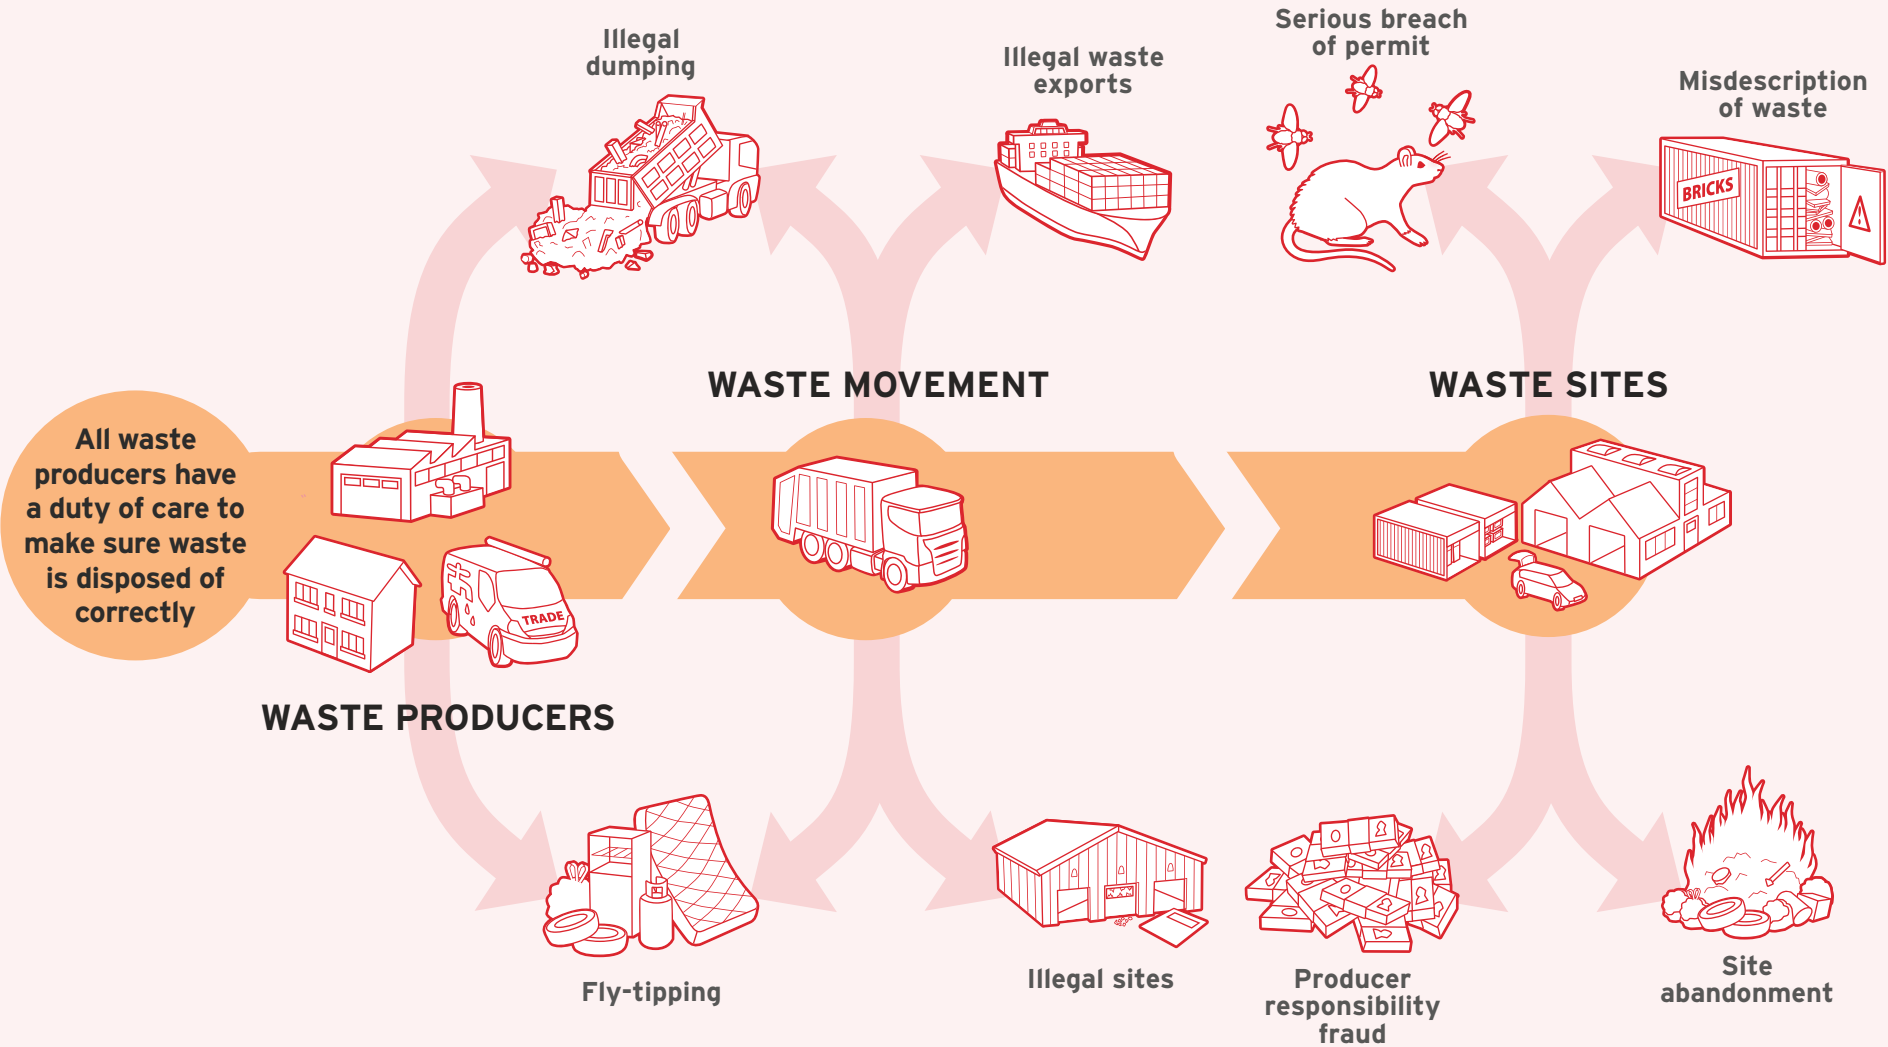 Illegal
dumping
Illegal waste
exports
Serious breach
of permit
Misdescription
of waste
BRICKS
WASTE MOVEMENT
WASTE SITES
All waste
producers have
a duty of care to
make sure waste
is disposed of
correctly
TRADE
WASTE PRODUCERS
Fly-tipping
Illegal sites
Producer
responsibility
fraud
Site
abandonment